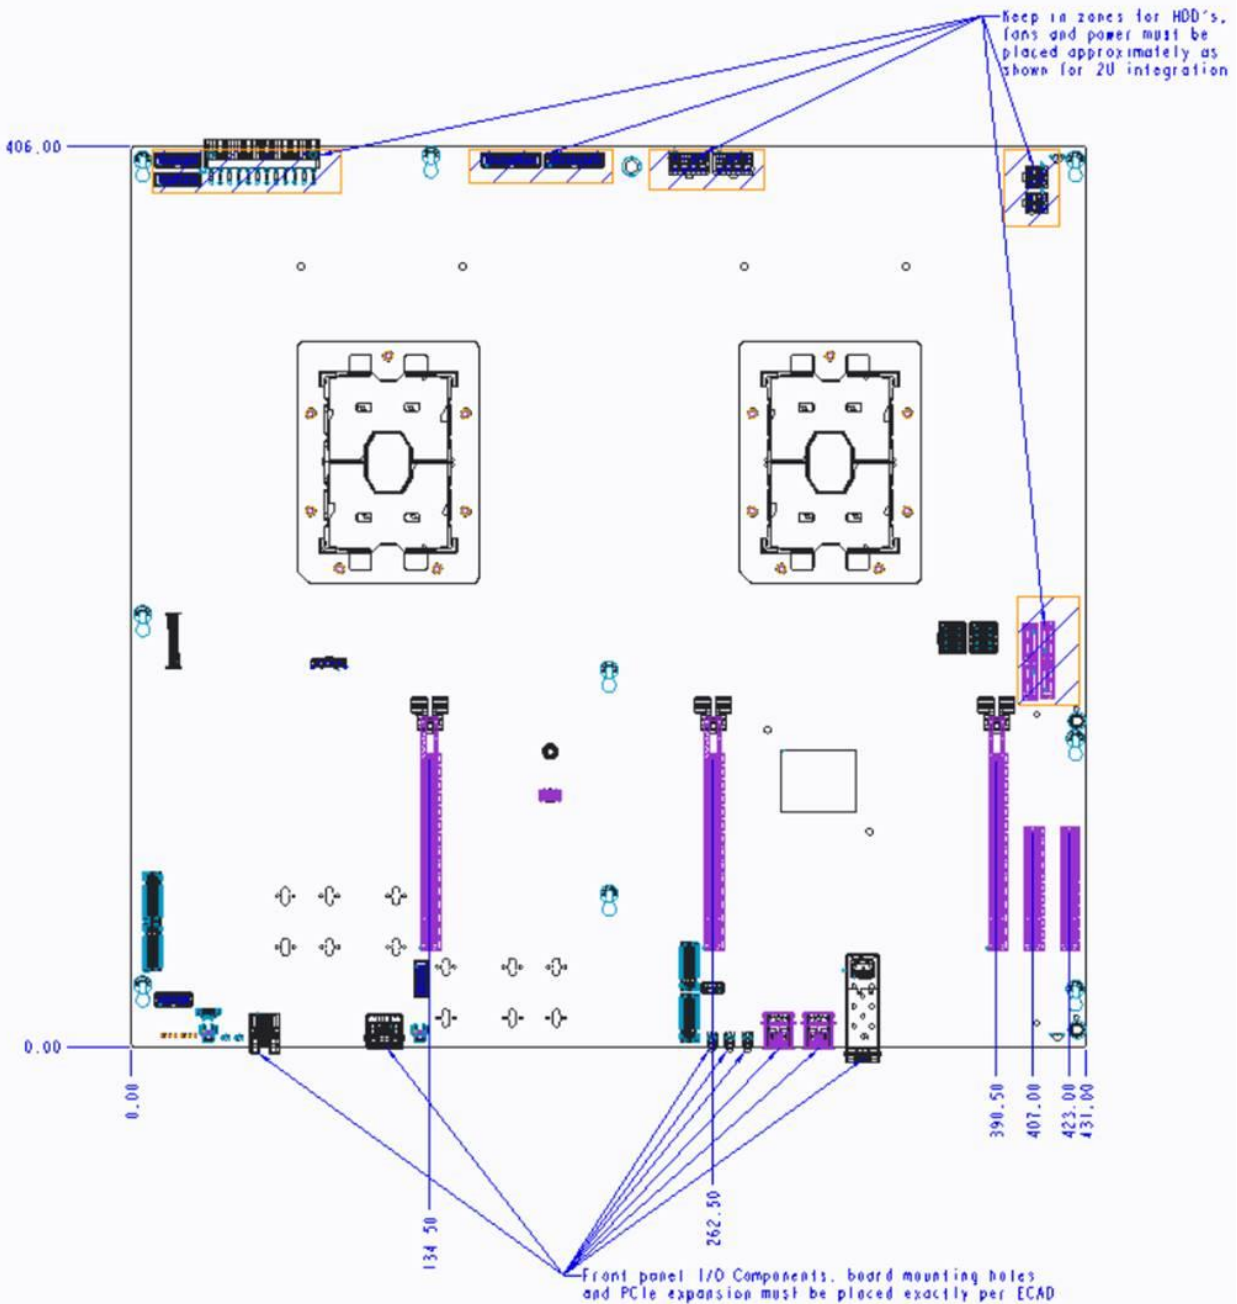 Keep in zones for HDD's,
fans and power must be
placed approximately as
shown for 2U integration
406.00
0.00
0.00
134 50
262.50
390.50
407.00
423.00
431.00
Front panel I/O Components, board mounting holes
and PCIe expansion must be placed exactly per ECAD